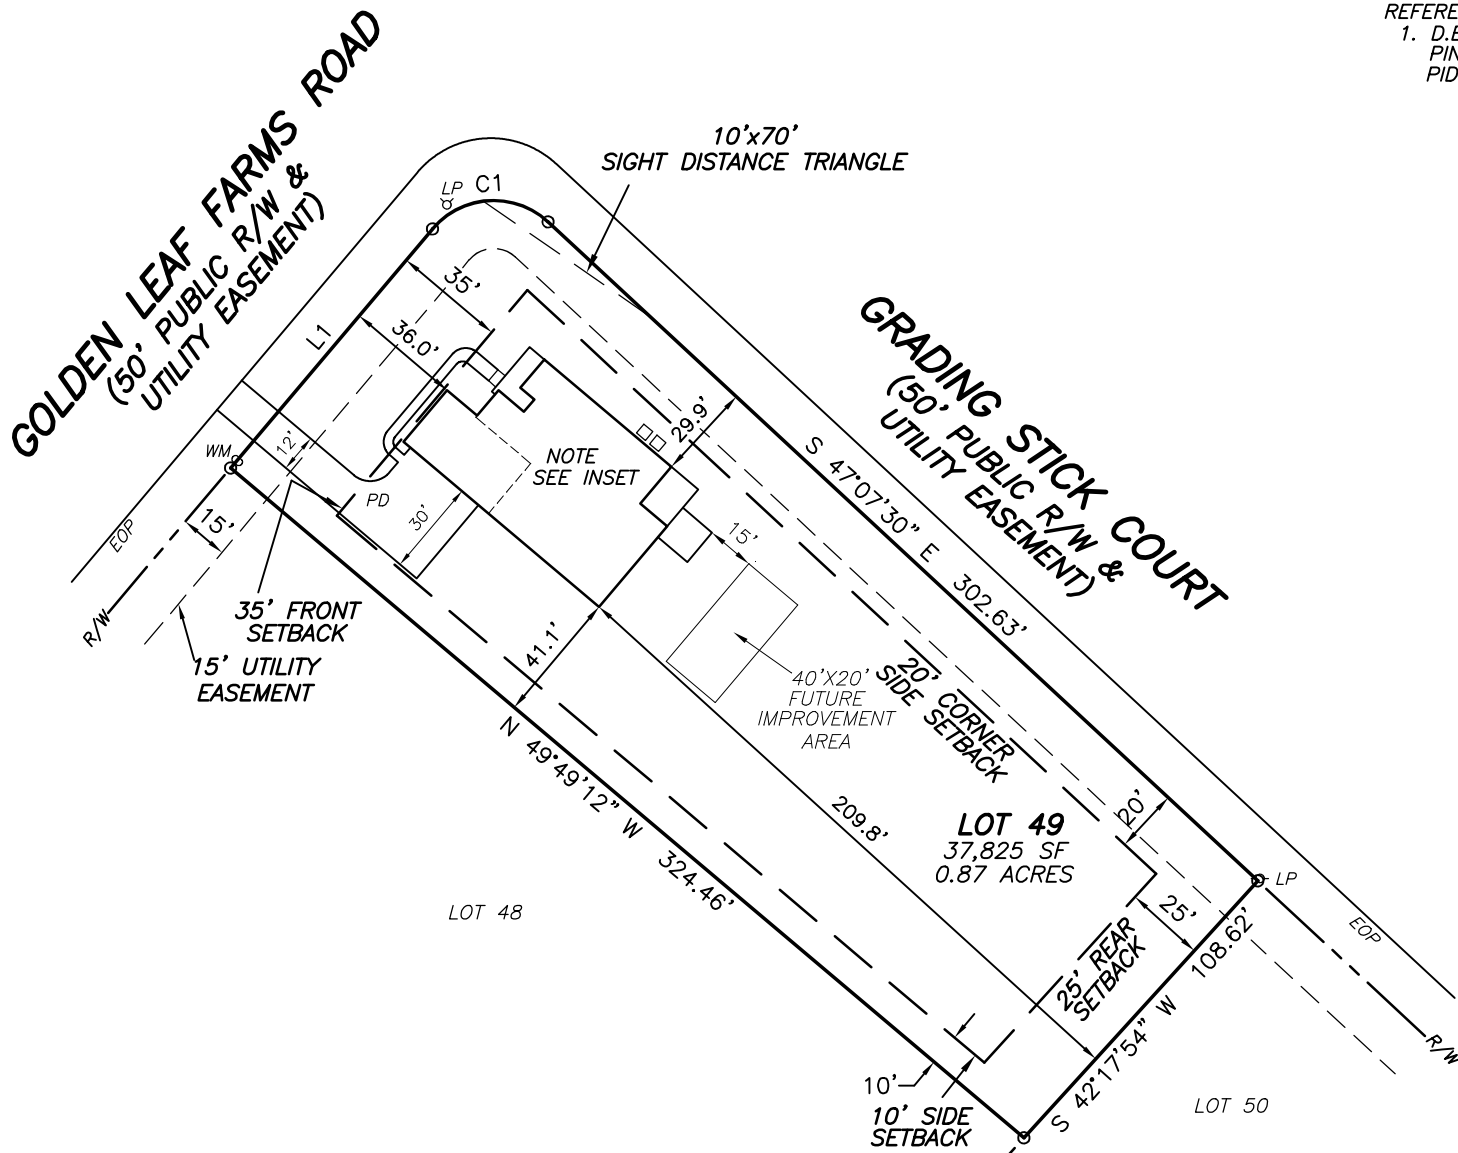 REFERE
1. D.B
PIN
PID
GOLDEN LEAF FARMS ROAD
(50' PUBLIC R/W &
UTILITY EASEMENT)
10'x70'
SIGHT DISTANCE TRIANGLE
LP
C1
35'
36.0'
L1
GRADING STICK COURT
(50' PUBLIC R/W &
UTILITY EASEMENT)
29.9'
S 47°07'30" E 302.63'
NOTE
SEE INSET
12'
WM
PD
30'
15'
EOP
R/W
15'
35' FRONT
SETBACK
15' UTILITY
EASEMENT
41.1'
40'X20'
FUTURE
IMPROVEMENT
AREA
20' CORNER
SIDE SETBACK
N 49°49'12" W 324.46'
209.8'
20'
LOT 49
37,825 SF
0.87 ACRES
LP
25'
EOP
LOT 48
25' REAR
SETBACK
S 42°17'54" W 108.62'
R/W
10'
10' SIDE
SETBACK
LOT 50